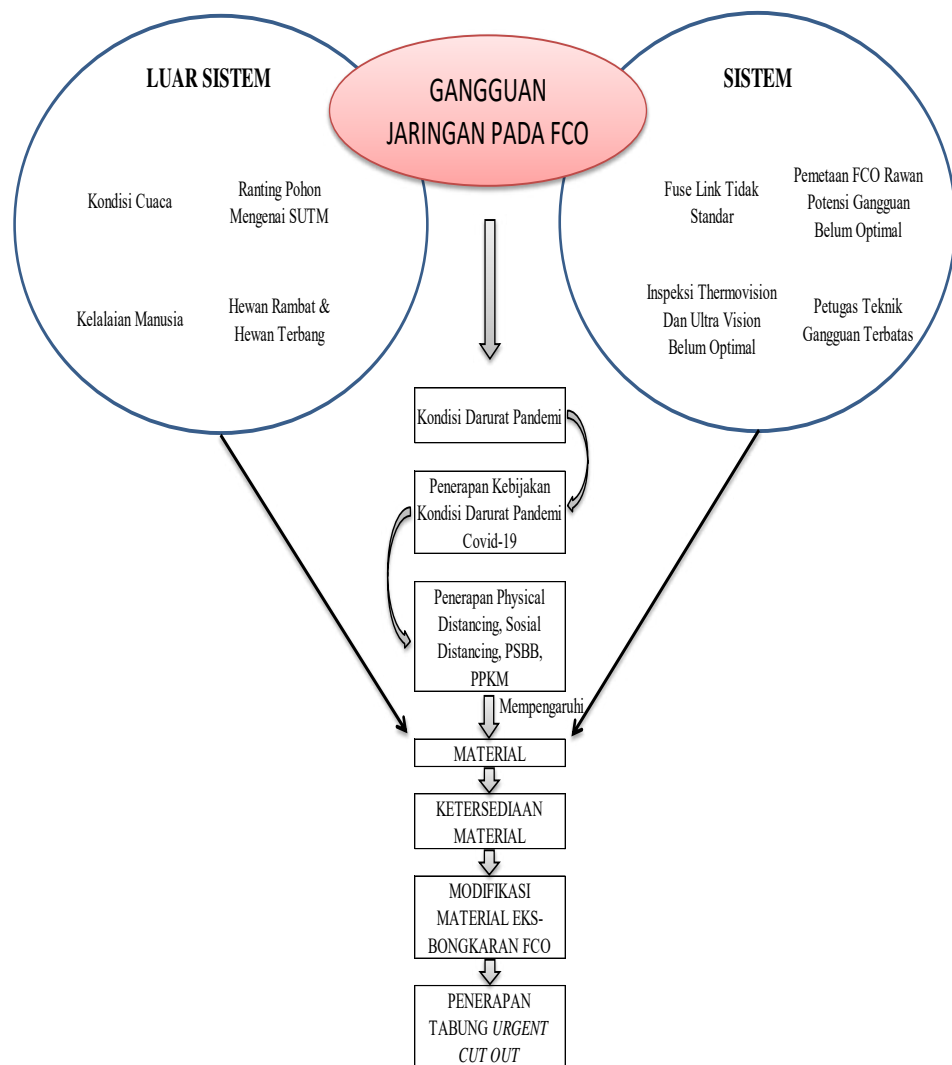 LUAR SISTEM
GANGGUAN
JARINGAN PADA FCO
SISTEM
Kondisi Cuaca
Ranting Pohon
Mengenai SUTM
Kelalaian Manusia
Hewan Rambat &
Hewan Terbang
Fuse Link Tidak
Standar
Pemetaan FCO Rawan
Potensi Gangguan
Belum Optimal
Inspeksi Thermovision
Dan Ultra Vision
Belum Optimal
Petugas Teknik
Gangguan Terbatas
Kondisi Darurat Pandemi
Penerapan Kebijakan
Kondisi Darurat Pandemi
Covid-19
Penerapan Physical
Distancing, Sosial
Distancing, PSBB,
PPKM
Mempengaruhi
MATERIAL
KETERSEDIAAN
MATERIAL
MODIFIKASI
MATERIAL EKS-
BONGKARAN FCO
PENERAPAN
TABUNG URGENT
CUT OUT